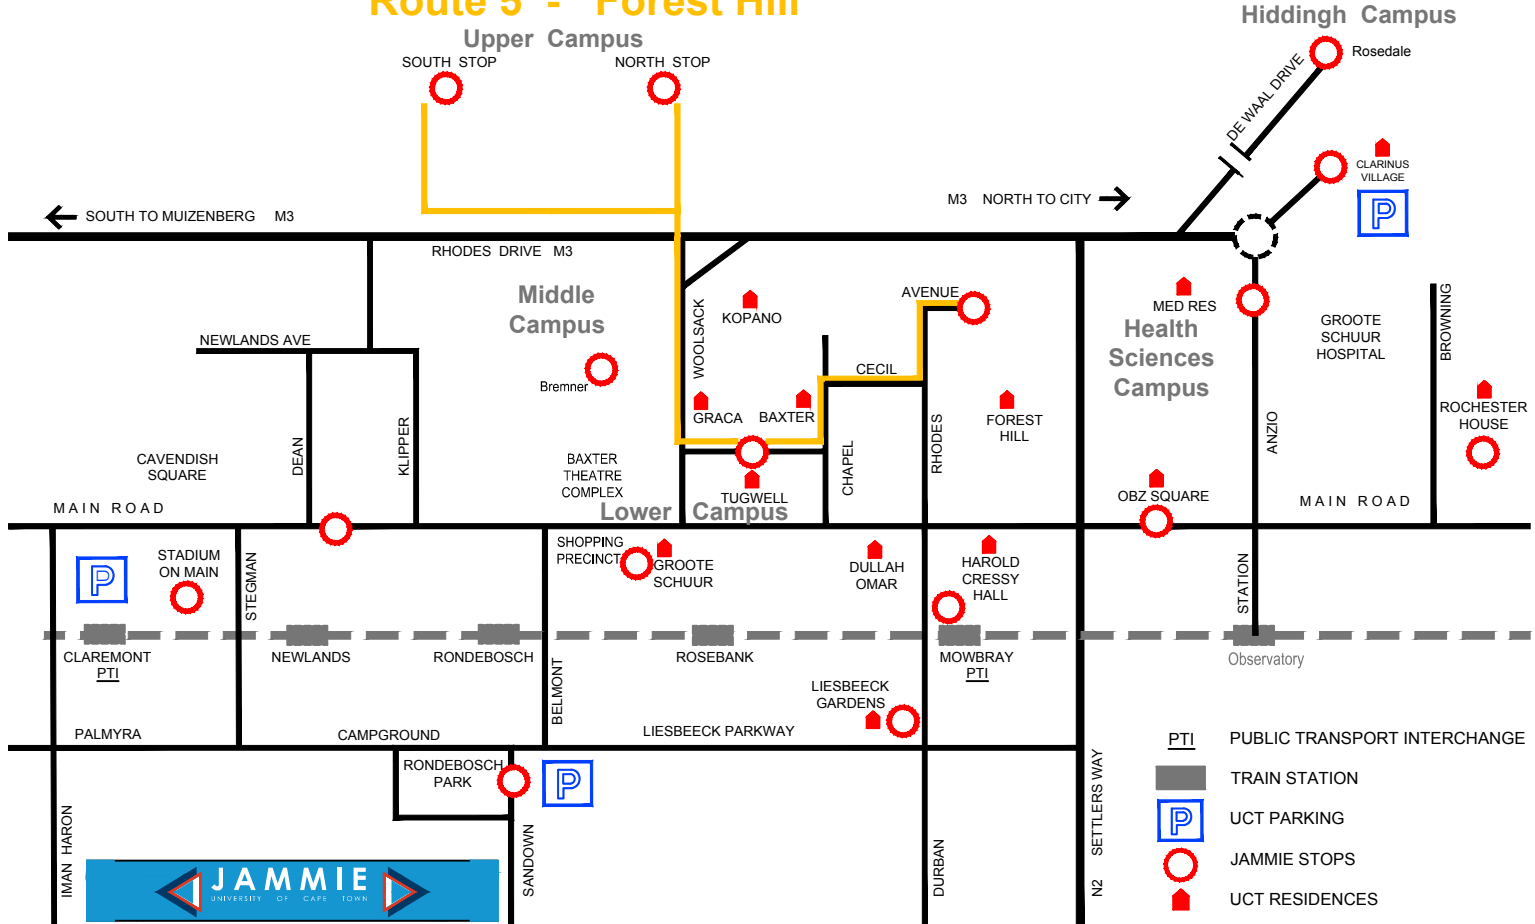 Route 5 - Forest Hill
Hiddingh Campus
Upper Campus
SOUTH STOP
NORTH STOP
Rosedale
DE WAAL DRIVE
CLARINUS
VILLAGE
P
M3 NORTH TO CITY
SOUTH TO MUIZENBERG M3
RHODES DRIVE M3
Middle
Campus
KOPANO
AVENUE
MED RES
Health
Sciences
Campus
GROOTE
SCHUUR
HOSPITAL
BROWNING
NEWLANDS AVE
WOOLSACK
CECIL
Bremner
GRACA
BAXTER
FOREST
HILL
ROCHESTER
HOUSE
DEAN
KLIPPER
CHAPEL
RHODES
ANZIO
CAVENDISH
SQUARE
BAXTER
THEATRE
COMPLEX
TUGWELL
OBZ SQUARE
MAIN ROAD
MAIN ROAD
Lower Campus
STADIUM
ON MAIN
P
STEGMAN
SHOPPING
PRECINCT
GROOTE
SCHUUR
DULLAH
OMAR
HAROLD
CRESSY
HALL
STATION
CLAREMONT
PTI
NEWLANDS
RONDEBOSCH
ROSEBANK
MOWBRAY
PTI
Observatory
BELMONT
LIESBEECK
GARDENS
PALMYRA
CAMPGROUND
LIESBEECK PARKWAY
RONDEBOSCH
PARK
P
IMAN HARON
SANDOWN
DURBAN
N2 SETTLERS WAY
PTI PUBLIC TRANSPORT INTERCHANGE
TRAIN STATION
P UCT PARKING
JAMMIE STOPS
UCT RESIDENCES
JAMMIE
UNIVERSITY OF CAPE TOWN